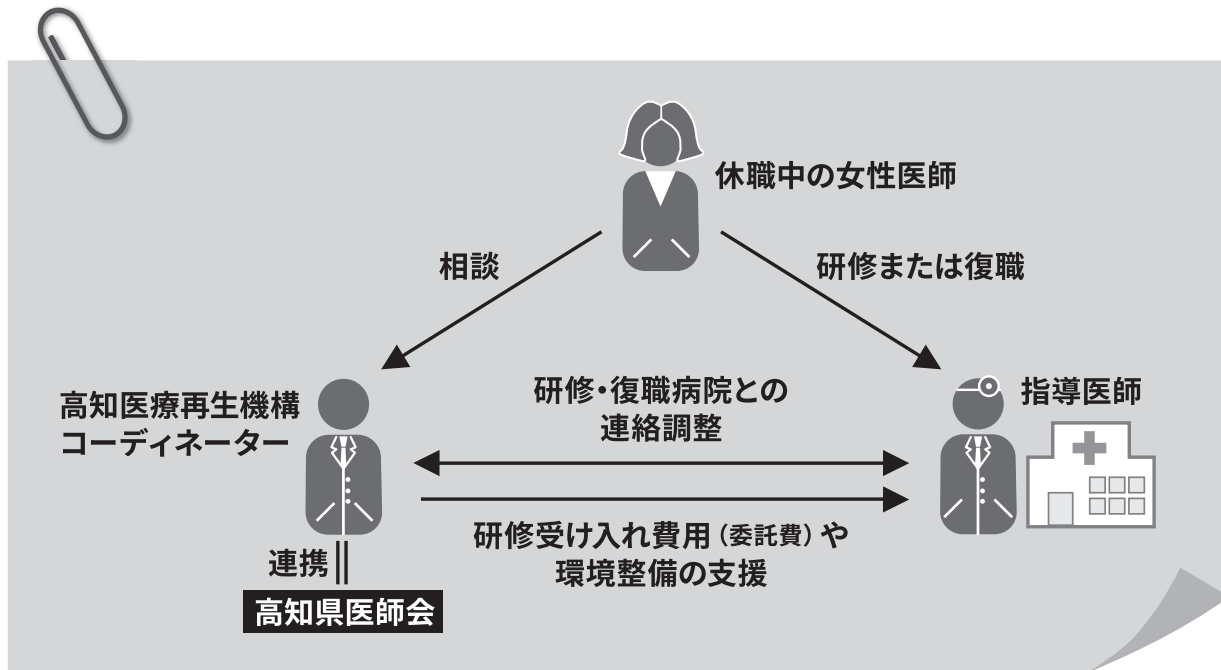 休職中の女性医師
相談
研修または復職
高知医療再生機構
コーディネーター
研修・復職病院との
連絡調整
指導医師
研修受け入れ費用（委託費）や
環境整備の支援
連携
高知県医師会